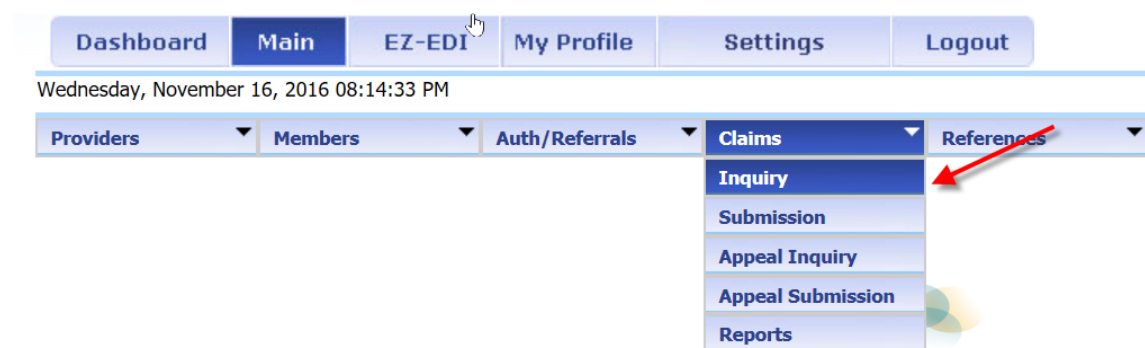 Dashboard Main EZ-EDI My Profile Settings Logout
Wednesday, November 16, 2016 08:14:33 PM
Providers Members Auth/Referrals Claims References
Inquiry
Submission
Appeal Inquiry
Appeal Submission
Reports